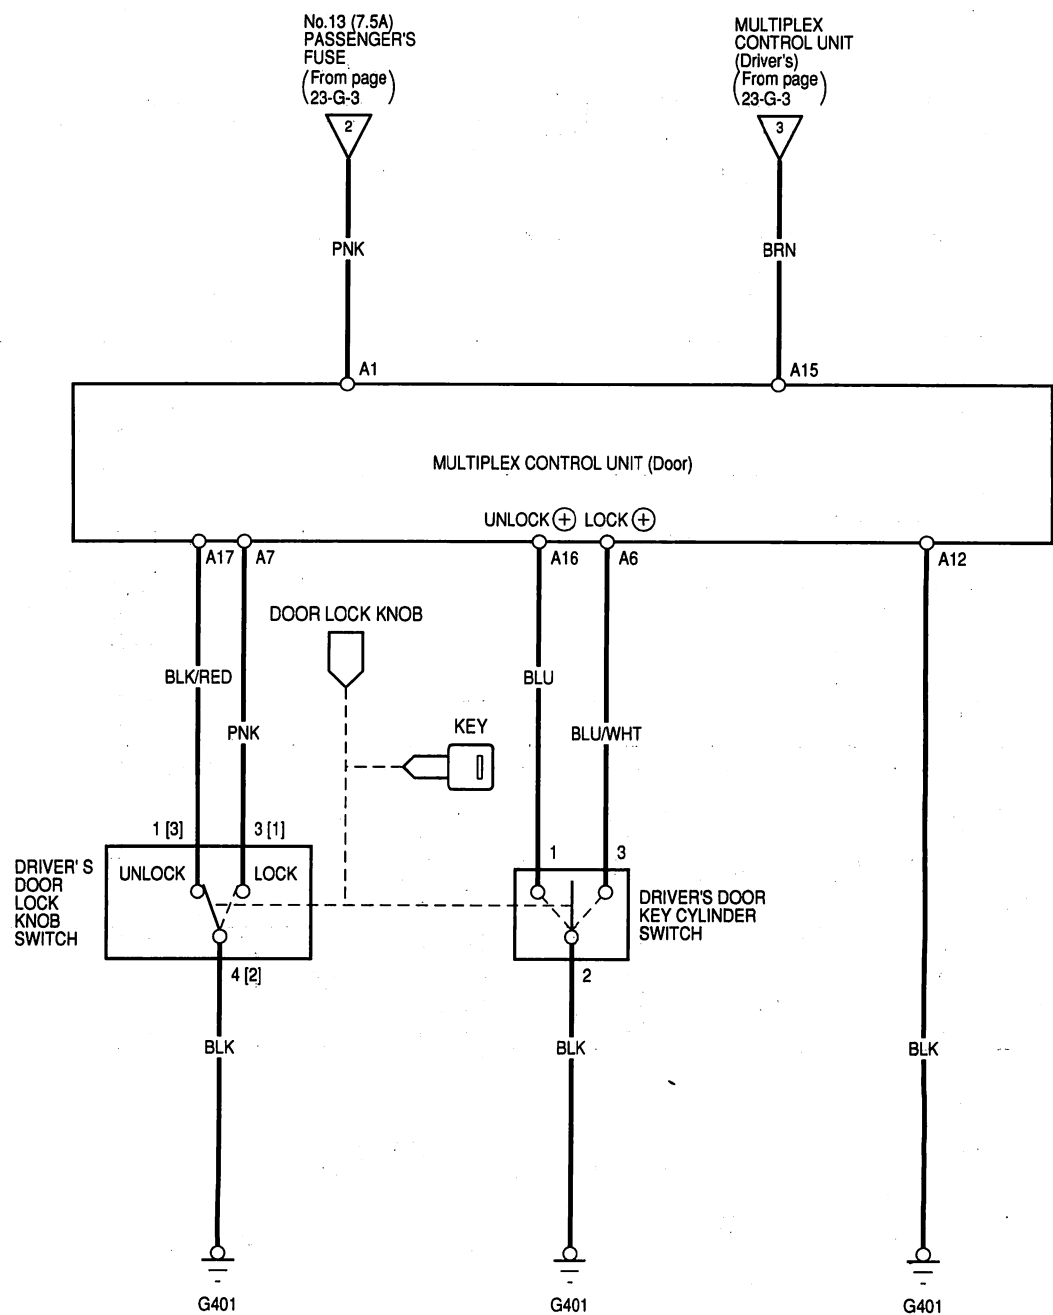 No.13 (7.5A)
PASSENGER'S
FUSE
(From page)
23-G-3
2
MULTIPLEX
CONTROL UNIT
(Driver's)
(From page)
23-G-3
3
PNK
BRN
A1
A15
MULTIPLEX CONTROL UNIT (Door)
UNLOCK ⊕ LOCK ⊕
A17 A7 A16 A6 A12
DOOR LOCK KNOB
BLK/RED
BLU
PNK
KEY
BLU/WHT
1 [3] 3 [1]
1 3
DRIVER'S
DOOR
LOCK
KNOB
SWITCH
UNLOCK LOCK
DRIVER'S DOOR
KEY CYLINDER
SWITCH
4 [2]
2
BLK BLK BLK
G401 G401 G401